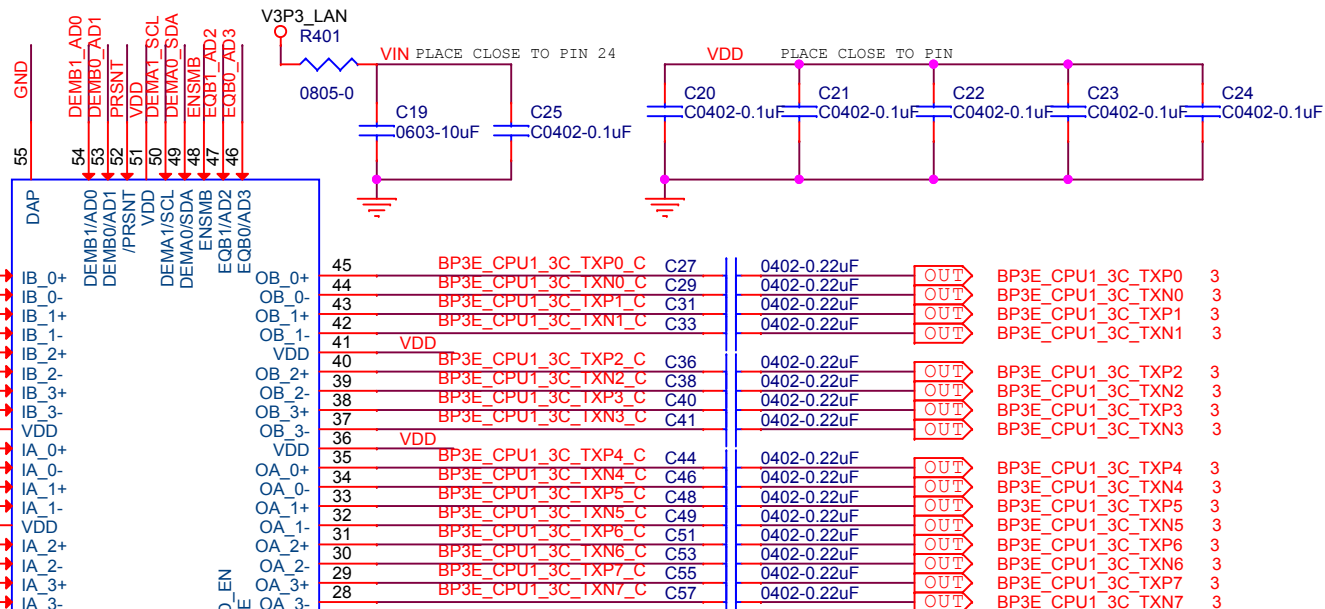 V3P3_LAN
R401
0805-0
VIN PLACE CLOSE TO PIN 24
C19
0603-10uF
C25
C0402-0.1uF
VDD PLACE CLOSE TO PIN
C20
C0402-0.1uF
C21
C0402-0.1uF
C22
C0402-0.1uF
C23
C0402-0.1uF
C24
C0402-0.1uF
GND
DEMB1_AD0
DEMB0_AD1
PRSNT
VDD
DEMA1_SCL
DEMA0_SDA
ENSMB
EQB1_AD2
EQB0_AD3
55
54
53
52
51
50
49
48
47
46
DAP
DEMB1/AD0
DEMB0/AD1
/PRSNT
VDD
DEMA1/SCL
DEMA0/SDA
ENSMB
EQB1/AD2
EQB0/AD3
IB_0+
IB_0-
IB_1+
IB_1-
IB_2+
IB_2-
IB_3+
IB_3-
VDD
IA_0+
IA_0-
IA_1+
IA_1-
VDD
IA_2+
IA_2-
IA_3+
IA_3-
OB_0+ 45 BP3E_CPU1_3C_TXP0_C C27 0402-0.22uF OUT BP3E_CPU1_3C_TXP0 3
OB_0- 44 BP3E_CPU1_3C_TXN0_C C29 0402-0.22uF OUT BP3E_CPU1_3C_TXN0 3
OB_1+ 43 BP3E_CPU1_3C_TXP1_C C31 0402-0.22uF OUT BP3E_CPU1_3C_TXP1 3
OB_1- 42 BP3E_CPU1_3C_TXN1_C C33 0402-0.22uF OUT BP3E_CPU1_3C_TXN1 3
VDD 41 VDD
OB_2+ 40 BP3E_CPU1_3C_TXP2_C C36 0402-0.22uF OUT BP3E_CPU1_3C_TXP2 3
OB_2- 39 BP3E_CPU1_3C_TXN2_C C38 0402-0.22uF OUT BP3E_CPU1_3C_TXN2 3
OB_3+ 38 BP3E_CPU1_3C_TXP3_C C40 0402-0.22uF OUT BP3E_CPU1_3C_TXP3 3
OB_3- 37 BP3E_CPU1_3C_TXN3_C C41 0402-0.22uF OUT BP3E_CPU1_3C_TXN3 3
VDD 36 VDD
OA_0+ 35 BP3E_CPU1_3C_TXP4_C C44 0402-0.22uF OUT BP3E_CPU1_3C_TXP4 3
OA_0- 34 BP3E_CPU1_3C_TXN4_C C46 0402-0.22uF OUT BP3E_CPU1_3C_TXN4 3
OA_1+ 33 BP3E_CPU1_3C_TXP5_C C48 0402-0.22uF OUT BP3E_CPU1_3C_TXP5 3
OA_1- 32 BP3E_CPU1_3C_TXN5_C C49 0402-0.22uF OUT BP3E_CPU1_3C_TXN5 3
OA_2+ 31 BP3E_CPU1_3C_TXP6_C C51 0402-0.22uF OUT BP3E_CPU1_3C_TXP6 3
OA_2- 30 BP3E_CPU1_3C_TXN6_C C53 0402-0.22uF OUT BP3E_CPU1_3C_TXN6 3
OA_3+ 29 BP3E_CPU1_3C_TXP7_C C55 0402-0.22uF OUT BP3E_CPU1_3C_TXP7 3
OA_3- 28 BP3E_CPU1_3C_TXN7_C C57 0402-0.22uF OUT BP3E_CPU1_3C_TXN7 3